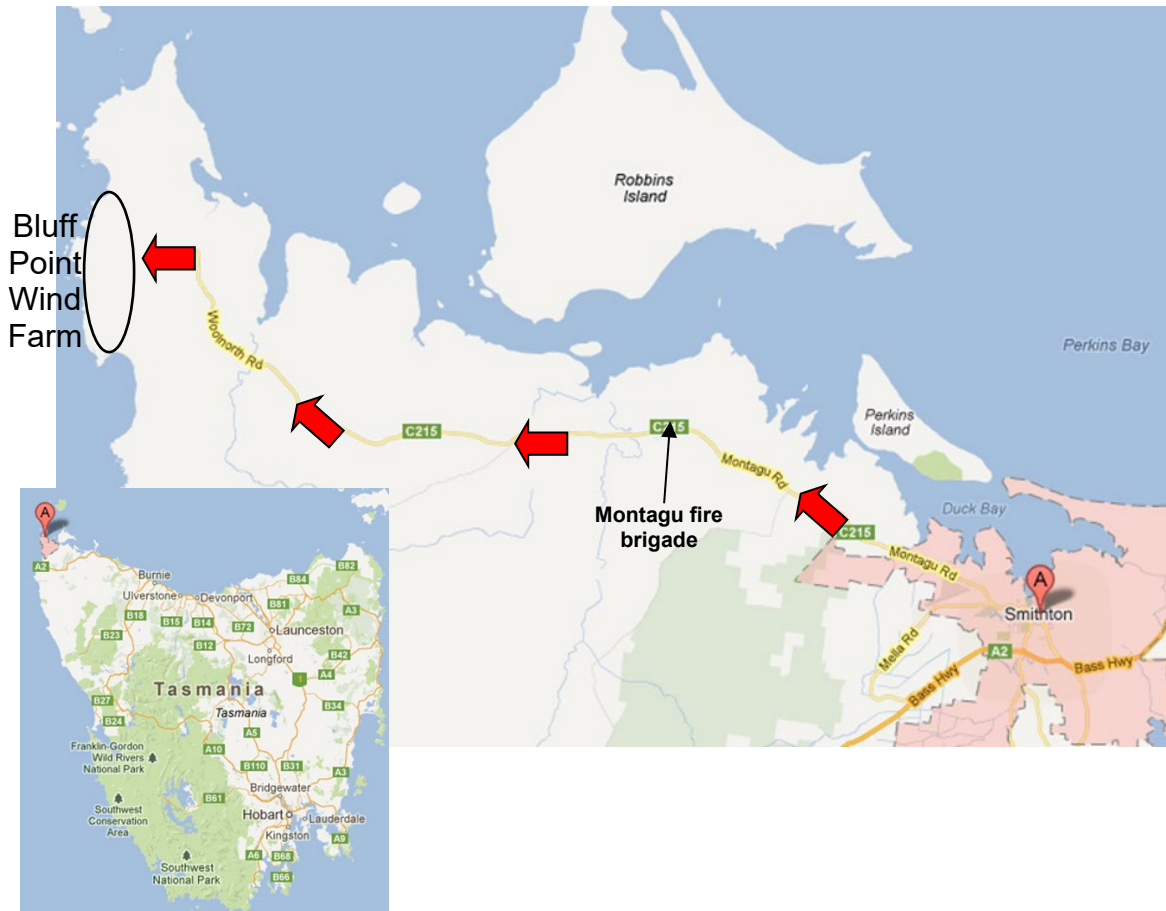 Robbins
Island
Bluff
Point
Wind
Farm
Woolnorth Rd
Perkins Bay
Perkins
Island
C215
C215
Montagu Rd
Montagu fire
brigade
Duck Bay
C215
Montagu Rd
A
Smithton
Mella Rd
A2
Bass Hwy
Bass Hwy
A
A2
Burnie
Ulverstone
Devonport
B84
B82
B18
B15
B14
B81
A3
B72
Launceston
B23
B12
Longford
B42
1
A4
Tasmania
B27
Tasmania
B34
B24
A5
Franklin-Gordon
Wild Rivers
National Park
A10
B110
B31
A3
Southwest
Conservation
Area
B61
Bridgewater
Hobart
Lauderdale
Kingston
A9
Southwest
National Park
A6
B68
B66